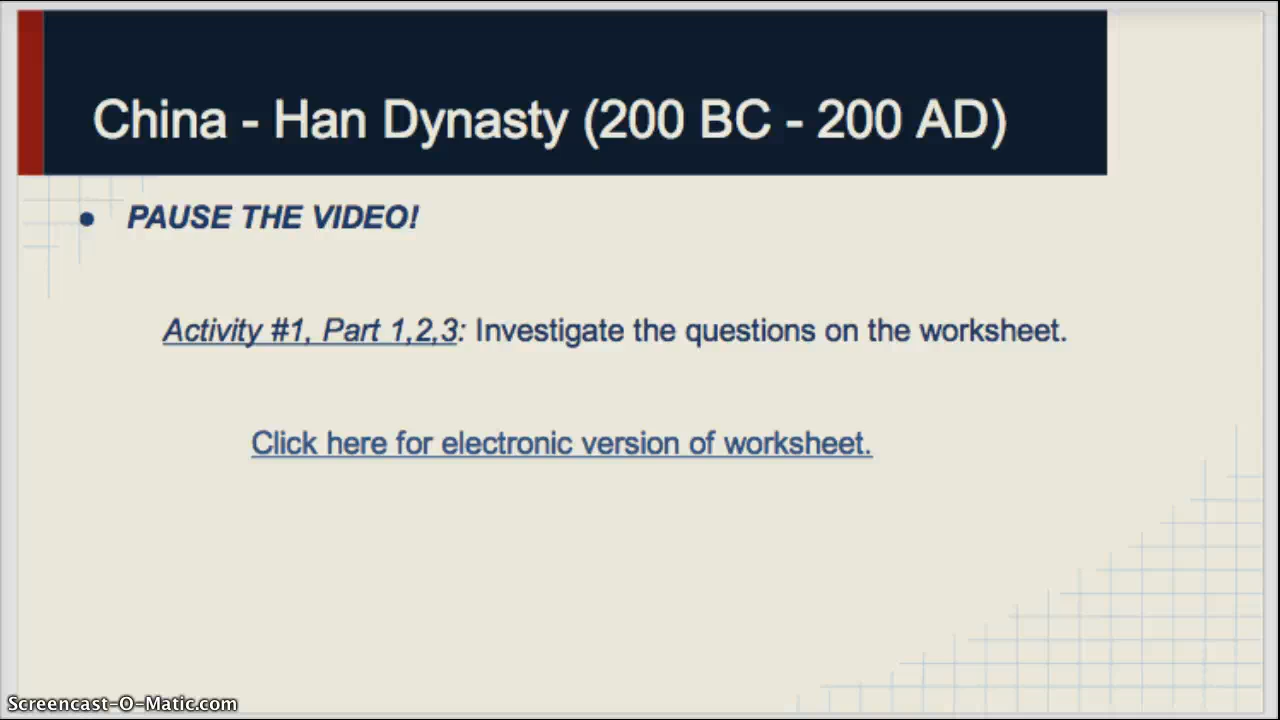 China - Han Dynasty (200 BC - 200 AD)
● PAUSE THE VIDEO!
Activity #1, Part 1,2,3: Investigate the questions on the worksheet.
Click here for electronic version of worksheet.
Screencast-O-Matic.com